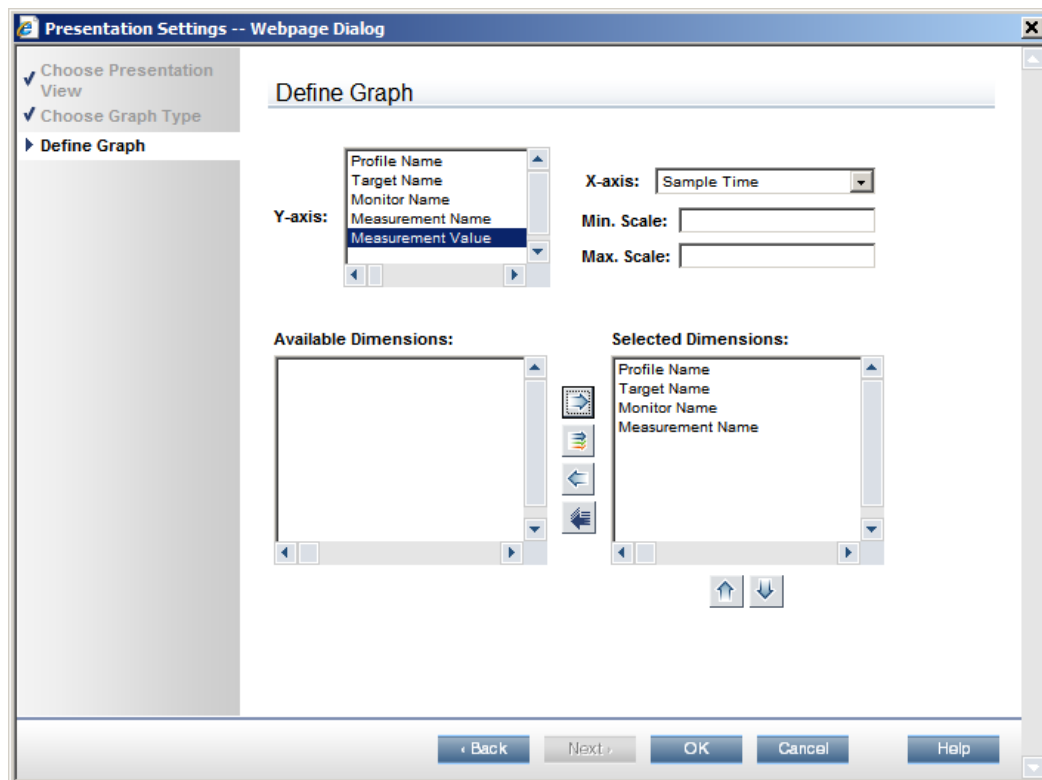 Presentation Settings -- Webpage Dialog
Choose Presentation
View
Choose Graph Type
Define Graph
Define Graph
Y-axis:
Profile Name
Target Name
Monitor Name
Measurement Name
Measurement Value
X-axis:
Sample Time
Min. Scale:
Max. Scale:
Available Dimensions:
Selected Dimensions:
Profile Name
Target Name
Monitor Name
Measurement Name
‹ Back
Next ›
OK
Cancel
Help